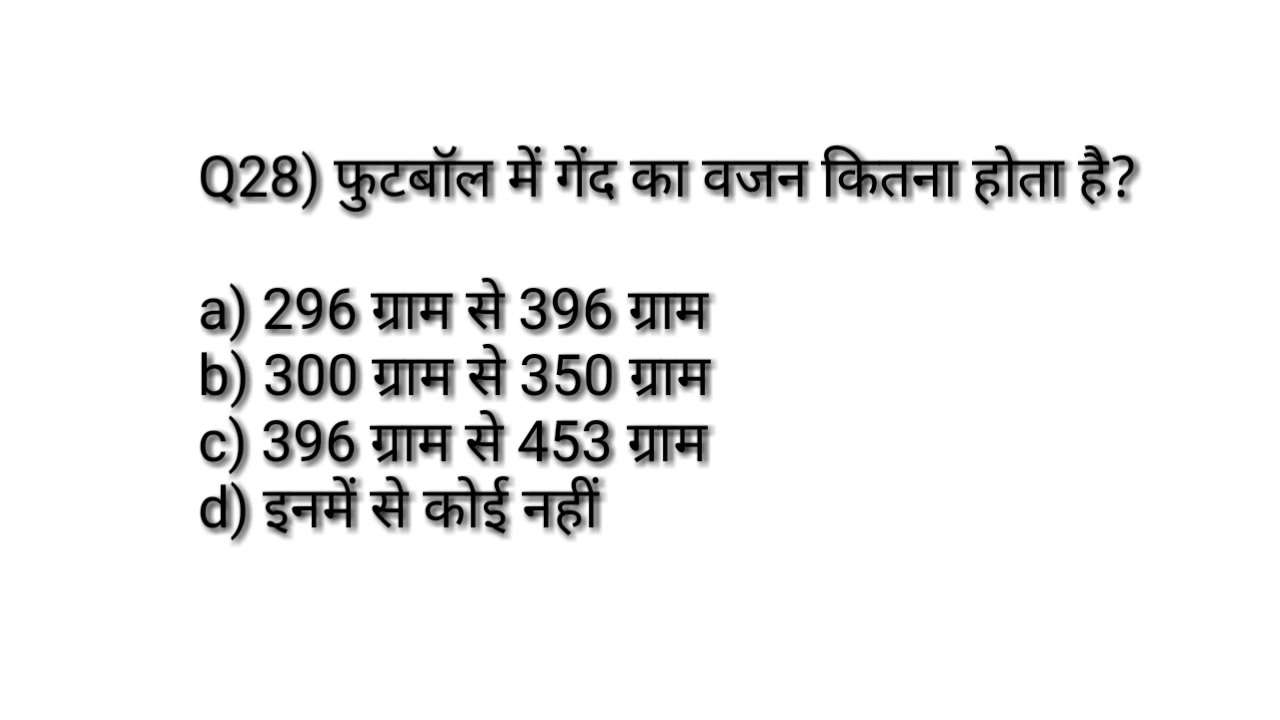 Q28) फुटबॉल में गेंद का वजन कितना होता है?
a) 296 ग्राम से 396 ग्राम
b) 300 ग्राम से 350 ग्राम
c) 396 ग्राम से 453 ग्राम
d) इनमें से कोई नहीं